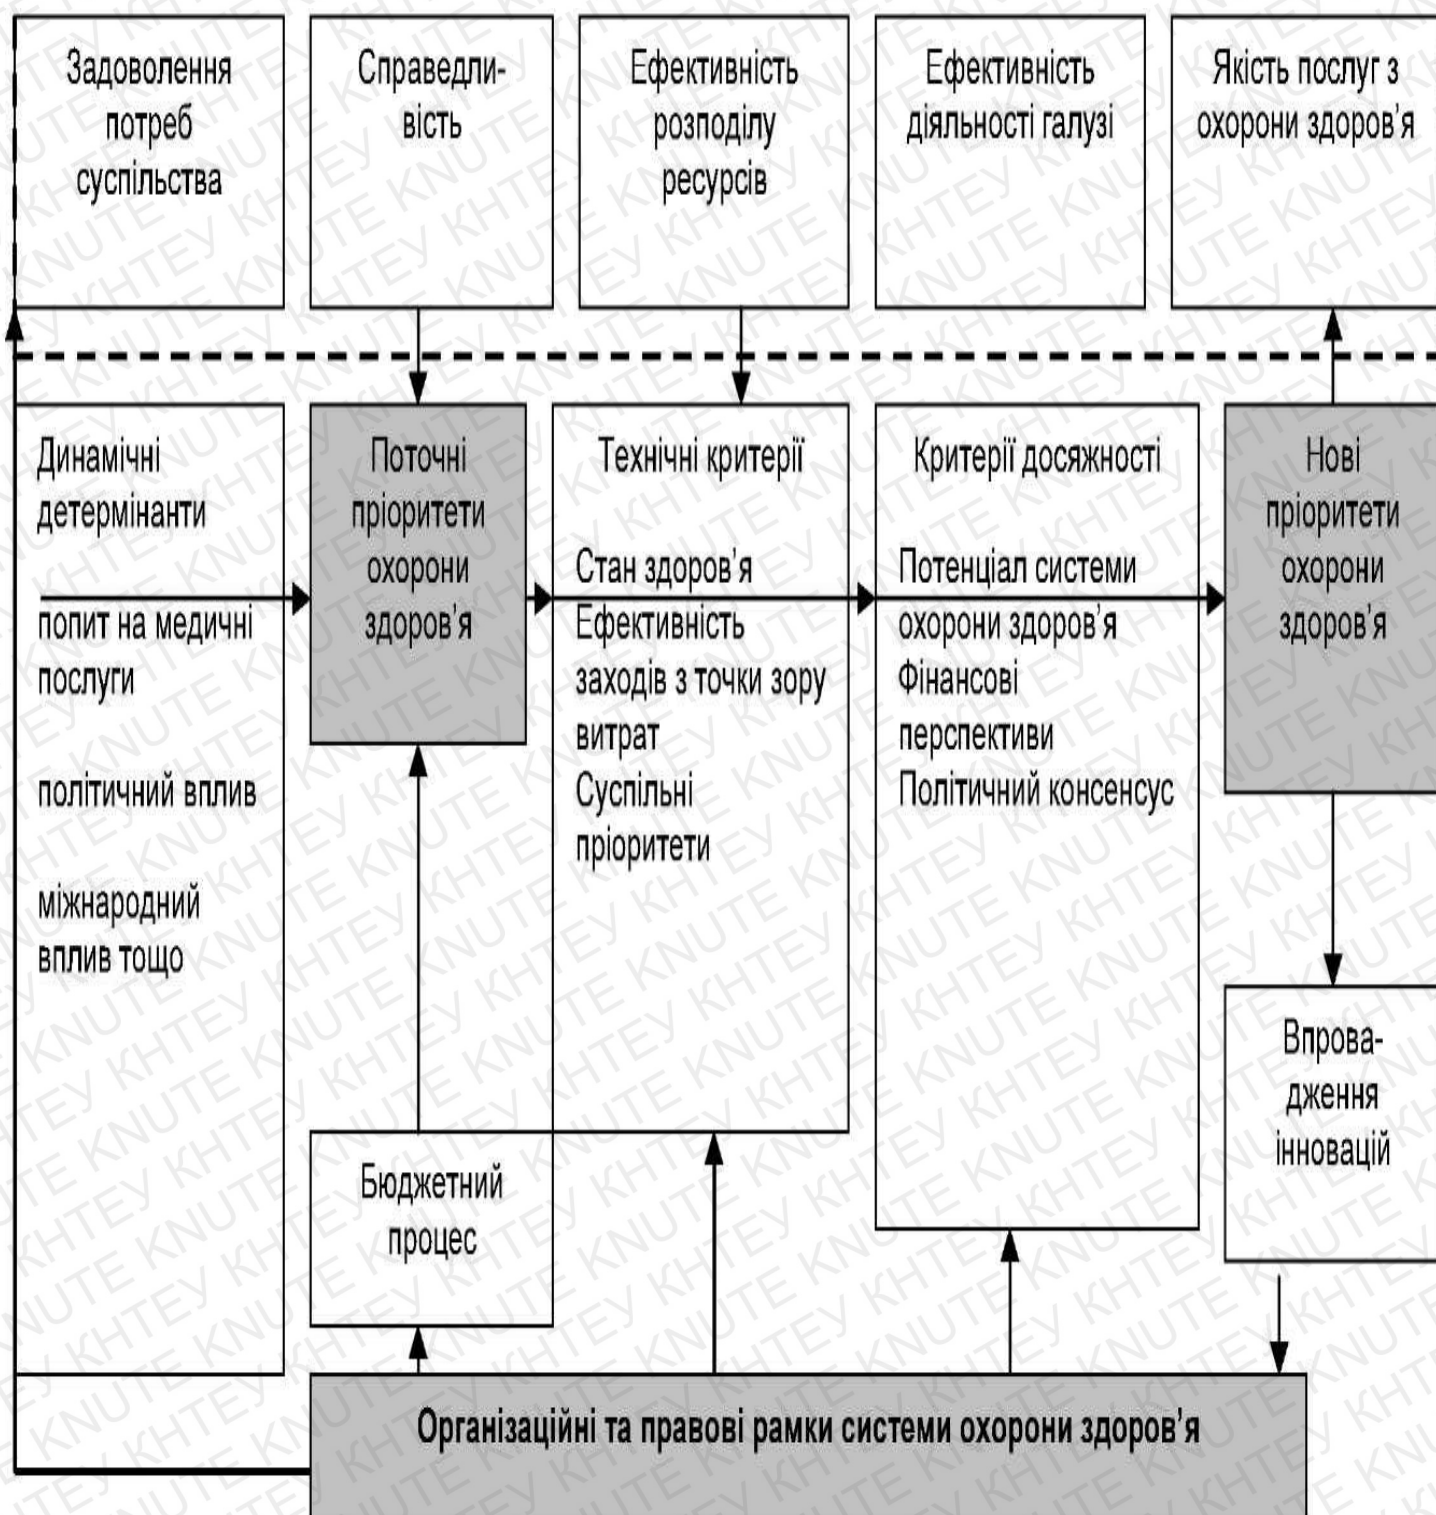 Задоволення
потреб
суспільства
Справедли-
вість
Ефективність
розподілу
ресурсів
Ефективність
діяльності галузі
Якість послуг з
охорони здоров’я
Динамічні
детермінанти
попит на медичні
послуги
політичний вплив
міжнародний
вплив тощо
Поточні
пріоритети
охорони
здоров’я
Технічні критерії
Стан здоров’я
Ефективність
заходів з точки зору
витрат
Суспільні
пріоритети
Критерії досяжності
Потенціал системи
охорони здоров’я
Фінансові
перспективи
Політичний консенсус
Нові
пріоритети
охорони
здоров’я
Впрова-
дження
інновацій
Бюджетний
процес
Організаційні та правові рамки системи охорони здоров’я
КНТЕУ KNUTE